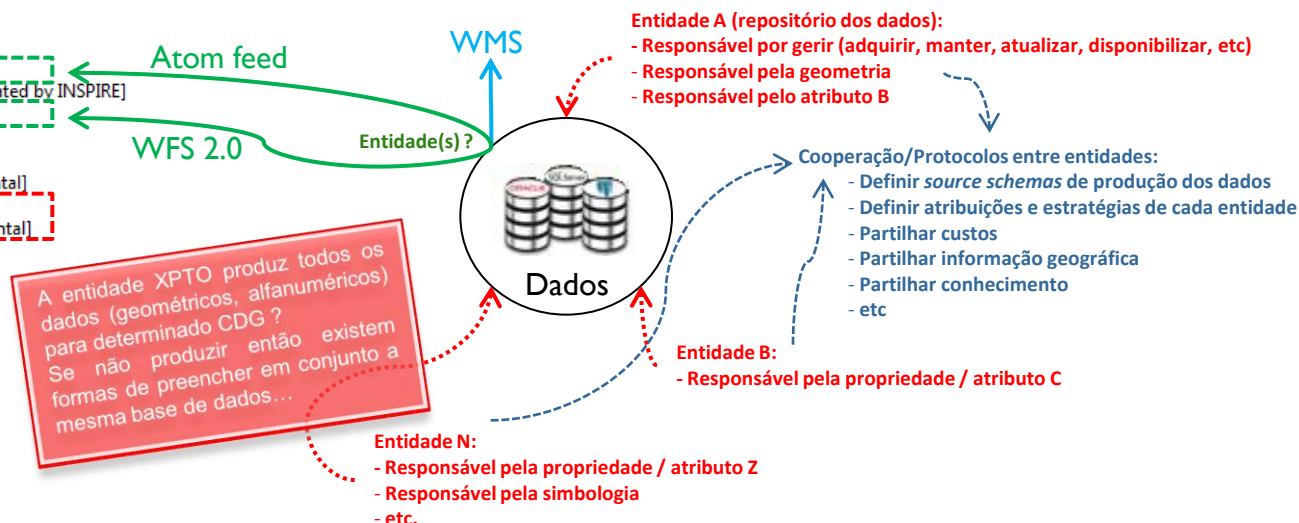 Entidade A (repositório dos dados):
- Responsável por gerir (adquirir, manter, atualizar, disponibilizar, etc)
- Responsável pela geometria
- Responsável pelo atributo B
WMS
Atom feed
ated by INSPIRE]
WFS 2.0
Entidade(s) ?
ntal]
ntal]
ORACLE
SQL Server
Dados
Cooperação/Protocolos entre entidades:
- Definir source schemas de produção dos dados
- Definir atribuições e estratégias de cada entidade
- Partilhar custos
- Partilhar informação geográfica
- Partilhar conhecimento
- etc
A entidade XPTO produz todos os
dados (geométricos, alfanuméricos)
para determinado CDG ?
Se não produzir então existem
formas de preencher em conjunto a
mesma base de dados…
Entidade B:
- Responsável pela propriedade / atributo C
Entidade N:
- Responsável pela propriedade / atributo Z
- Responsável pela simbologia
- etc.